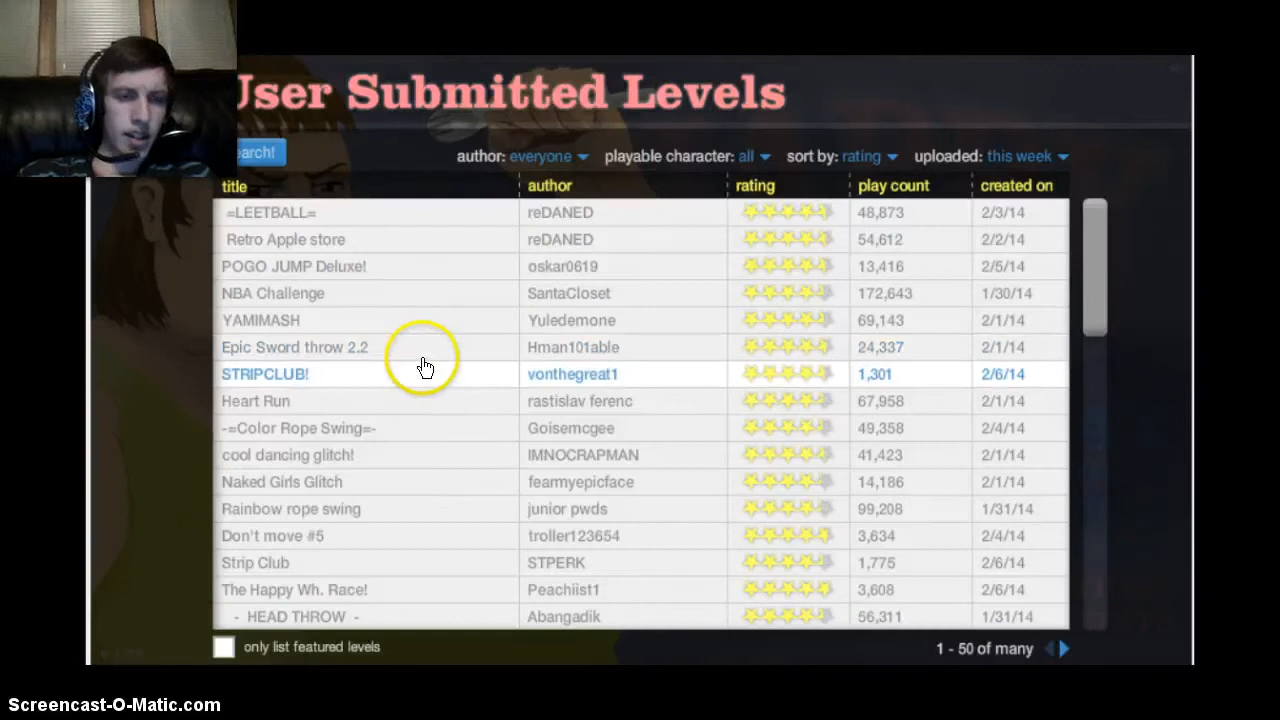 User Submitted Levels
earch!
author: everyone playable character: all sort by: rating uploaded: this week
title author rating play count created on
=LEETBALL= reDANED 48,873 2/3/14
Retro Apple store reDANED 54,612 2/2/14
POGO JUMP Deluxe! oskar0619 13,416 2/5/14
NBA Challenge SantaCloset 172,643 1/30/14
YAMIMASH Yuledemone 69,143 2/1/14
Epic Sword throw 2.2 Hman101able 24,337 2/1/14
STRIPCLUB! vonthegreat1 1,301 2/6/14
Heart Run rastislav ferenc 67,958 2/1/14
-=Color Rope Swing=- Goisemcgee 49,358 2/4/14
cool dancing glitch! IMNOCRAPMAN 41,423 2/1/14
Naked Girls Glitch fearmyepicface 14,186 2/1/14
Rainbow rope swing junior pwds 99,208 1/31/14
Don't move #5 troller123654 3,634 2/4/14
Strip Club STPERK 1,775 2/6/14
The Happy Wh. Race! Peachiist1 3,608 2/6/14
- HEAD THROW - Abangadik 56,311 1/31/14
only list featured levels 1 - 50 of many
Screencast-O-Matic.com